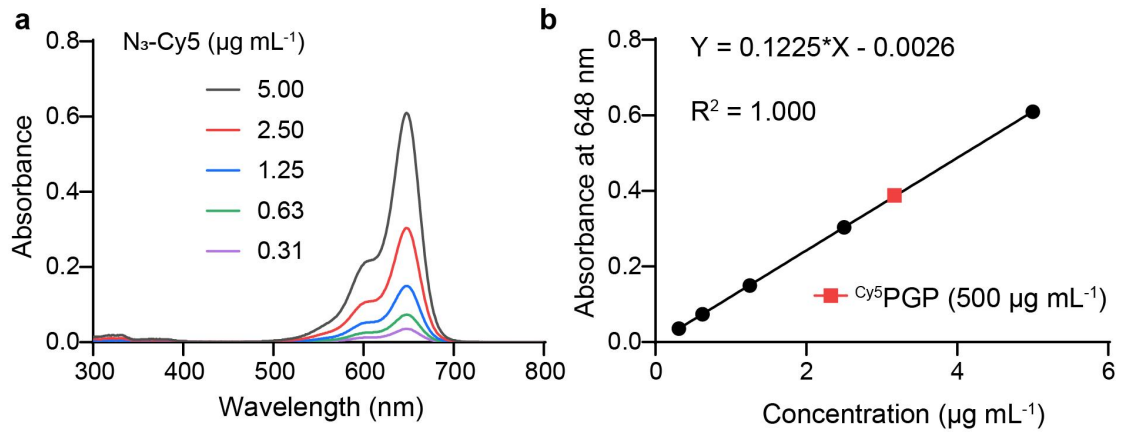 a
N₃-Cy5 (µg mL⁻¹)
5.00
2.50
1.25
0.63
0.31
Absorbance
0.8
0.6
0.4
0.2
0.0
300 400 500 600 700 800
Wavelength (nm)
b
Y = 0.1225*X - 0.0026
R² = 1.000
Absorbance at 648 nm
0.8
0.6
0.4
0.2
0.0
ᶜʸ⁵PGP (500 µg mL⁻¹)
0 2 4 6
Concentration (µg mL⁻¹)